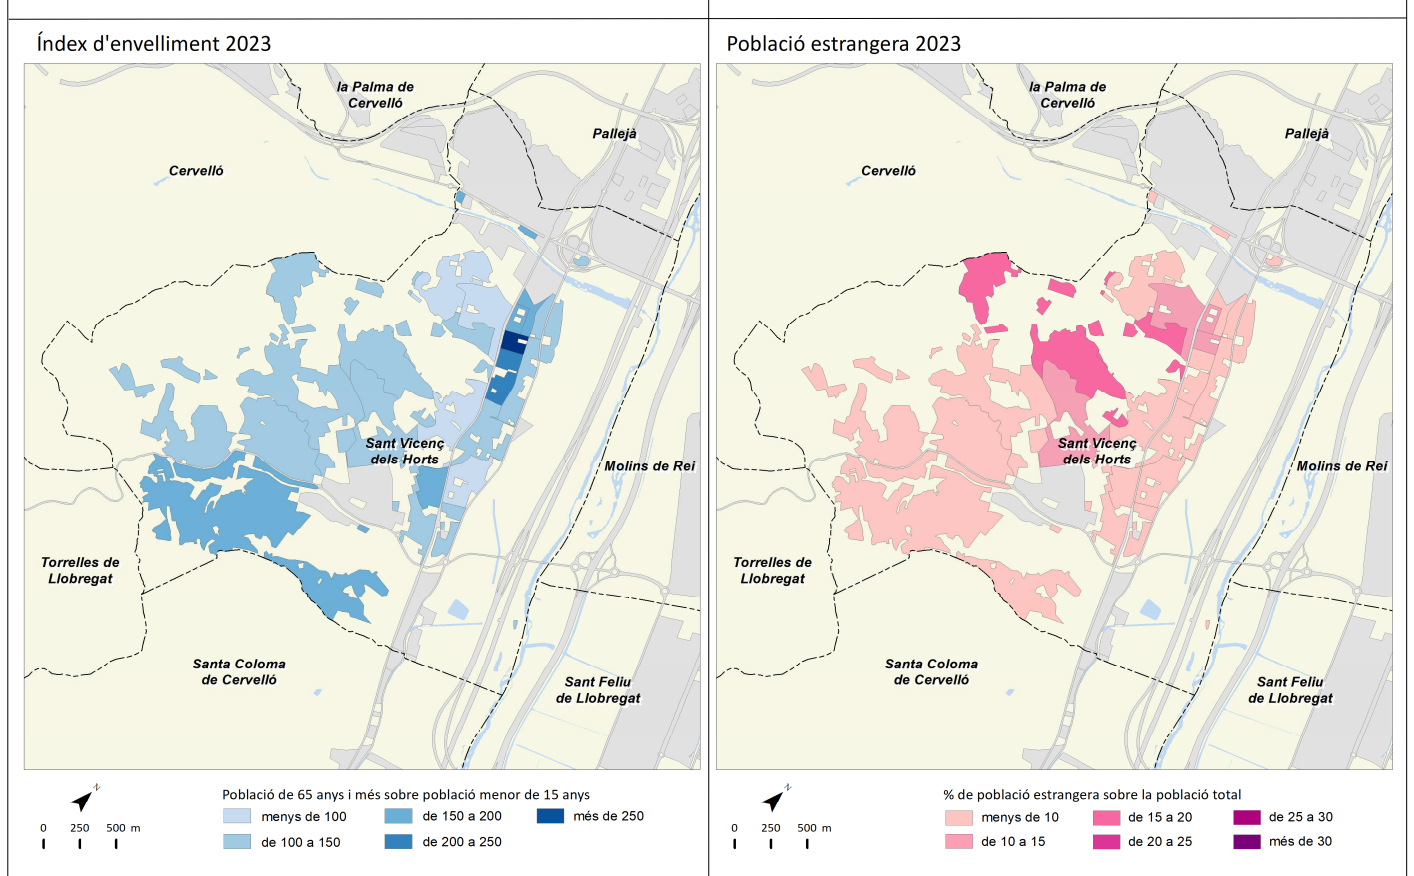 Índex d'envelliment 2023
la Palma de
Cervelló
Pallejà
Cervelló
Sant Vicenç
dels Horts
Molins de Rei
Torrelles de
Llobregat
Santa Coloma
de Cervelló
Sant Feliu
de Llobregat
N
0 250 500 m
Població de 65 anys i més sobre població menor de 15 anys
menys de 100
de 150 a 200
més de 250
de 100 a 150
de 200 a 250
Població estrangera 2023
la Palma de
Cervelló
Pallejà
Cervelló
Sant Vicenç
dels Horts
Molins de Rei
Torrelles de
Llobregat
Santa Coloma
de Cervelló
Sant Feliu
de Llobregat
N
0 250 500 m
% de població estrangera sobre la població total
menys de 10
de 15 a 20
de 25 a 30
de 10 a 15
de 20 a 25
més de 30